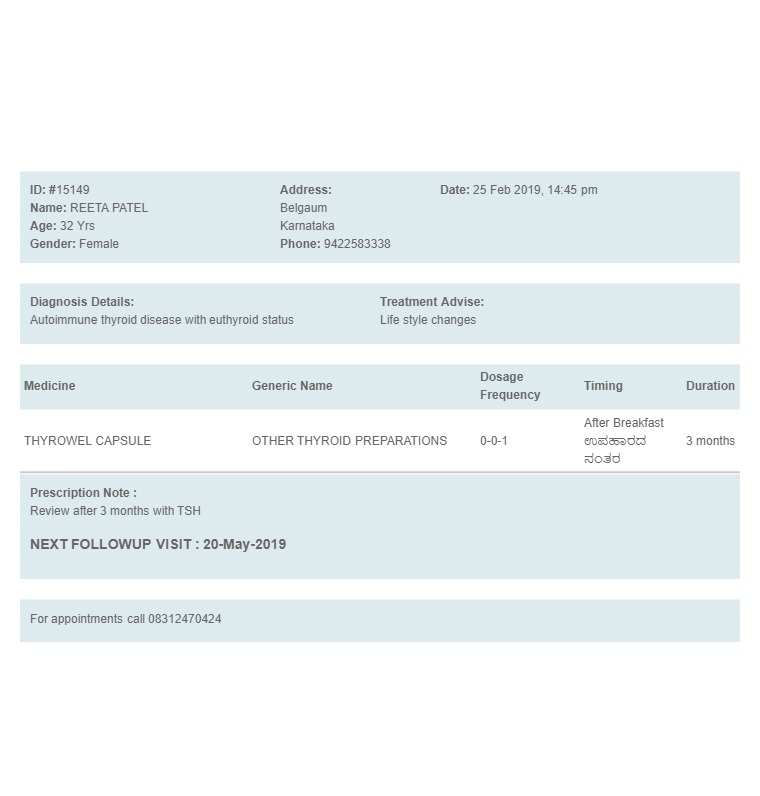 ID: #15149
Name: REETA PATEL
Age: 32 Yrs
Gender: Female
Address:
Belgaum
Karnataka
Phone: 9422583338
Date: 25 Feb 2019, 14:45 pm
Diagnosis Details:
Autoimmune thyroid disease with euthyroid status
Treatment Advise:
Life style changes
Medicine
Generic Name
Dosage
Frequency
Timing
Duration
THYROWEL CAPSULE
OTHER THYROID PREPARATIONS
0-0-1
After Breakfast
ಉಪಹಾರದ
ನಂತರ
3 months
Prescription Note :
Review after 3 months with TSH
NEXT FOLLOWUP VISIT : 20-May-2019
For appointments call 08312470424